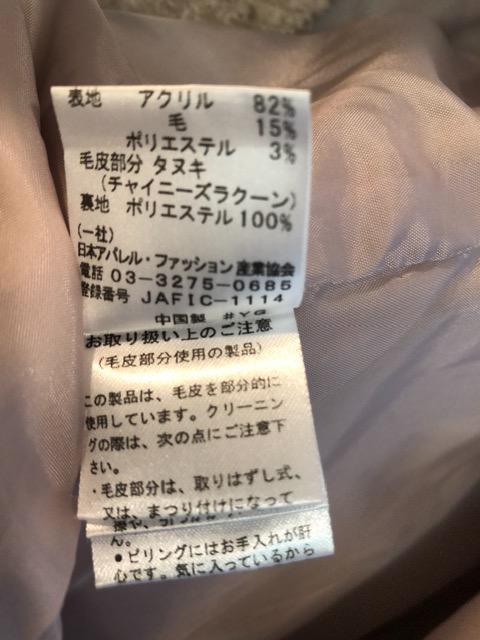 表地 アクリル 82%
毛 15%
ポリエステル 3%
毛皮部分 タヌキ
(チャイニーズラクーン)
裏地 ポリエステル100%
(一社)
日本アパレル・ファッション産業協会
電話 03-3275-0685
登録番号 JAFIC-1114
中国製 #YG
お取り扱い上のご注意
(毛皮部分使用の製品)
この製品は、毛皮を部分的に
使用しています。クリーニン
グの際は、次の点にご注意下
さい。
・毛皮部分は、取りはずし式、
又は、まつり付けになって
ん。
●ピリングにはお手入れが肝
心です。気に入っているから